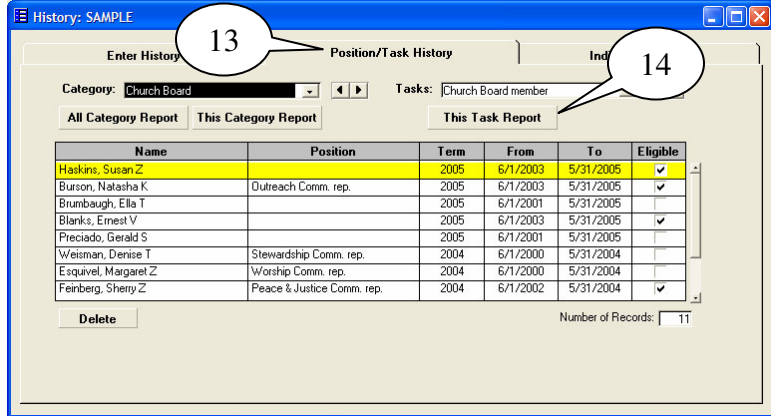 History: SAMPLE
13
Enter History
Position/Task History
14
Category: Church Board
Tasks: Church Board member
All Category Report This Category Report This Task Report
Name Position Term From To Eligible
Haskins, Susan Z 2005 6/1/2003 5/31/2005
Burson, Natasha K Outreach Comm. rep. 2005 6/1/2003 5/31/2005
Brumbaugh, Ella T 2005 6/1/2001 5/31/2005
Blanks, Ernest V 2005 6/1/2003 5/31/2005
Preciado, Gerald S 2005 6/1/2001 5/31/2005
Weisman, Denise T Stewardship Comm. rep. 2004 6/1/2000 5/31/2004
Esquivel, Margaret Z Worship Comm. rep. 2004 6/1/2000 5/31/2004
Feinberg, Sherry Z Peace & Justice Comm. rep. 2004 6/1/2002 5/31/2004
Delete
Number of Records: 11